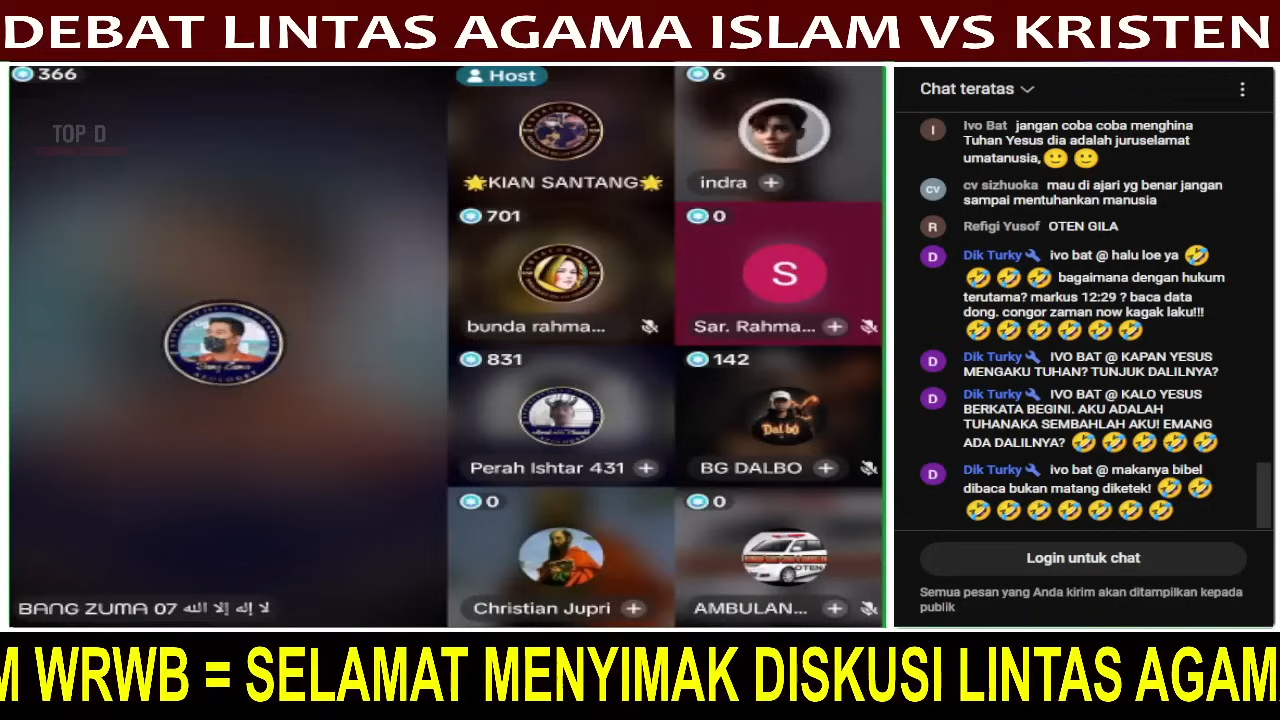 DEBAT LINTAS AGAMA ISLAM VS KRISTEN
366
TOP D
BANG ZUMA 07 لا إله إلا الله
Host
🌟KIAN SANTANG🌟
6
indra +
701
bunda rahma...
0
S
Sar. Rahma... +
831
Perah Ishtar 431 +
142
Dalbo
BG DALBO +
0
Christian Jupri +
0
OTEN
AMBULAN... +
Chat teratas
I
Ivo Bat jangan coba coba menghina
Tuhan Yesus dia adalah juruselamat
umatanusia,🙂🙂
CV
cv sizhuoka mau di ajari yg benar jangan
sampai mentuhankan manusia
R
Refigi Yusof OTEN GILA
D
Dik Turky🔧 ivo bat @ halu loe ya 🤣
🤣🤣🤣 bagaimana dengan hukum
terutama? markus 12:29 ? baca data
dong. congor zaman now kagak laku!!!
🤣🤣🤣🤣🤣🤣
D
Dik Turky🔧 IVO BAT @ KAPAN YESUS
MENGAKU TUHAN? TUNJUK DALILNYA?
D
Dik Turky🔧 IVO BAT @ KALO YESUS
BERKATA BEGINI. AKU ADALAH
TUHANAKA SEMBAHLAH AKU! EMANG
ADA DALILNYA? 🤣🤣🤣🤣🤣
D
Dik Turky🔧 ivo bat @ makanya bibel
dibaca bukan matang diketek! 🤣🤣
🤣🤣🤣🤣🤣🤣🤣
Login untuk chat
Semua pesan yang Anda kirim akan ditampilkan kepada
publik
M WRWB = SELAMAT MENYIMAK DISKUSI LINTAS AGAM